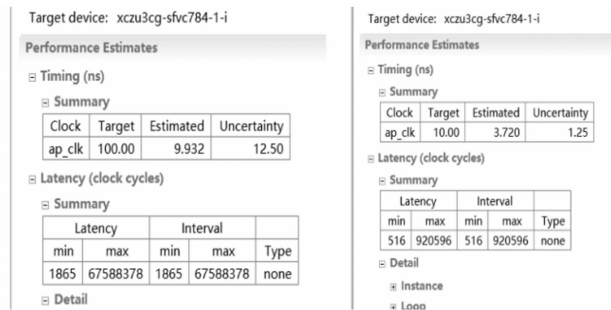 Target device: xczu3cg-sfvc784-1-i
Performance Estimates
Timing (ns)
Summary
Clock Target Estimated Uncertainty
ap_clk 100.00 9.932 12.50
Latency (clock cycles)
Summary
Latency Interval
min max min max Type
1865 67588378 1865 67588378 none
Detail
Target device: xczu3cg-sfvc784-1-i
Performance Estimates
Timing (ns)
Summary
Clock Target Estimated Uncertainty
ap_clk 10.00 3.720 1.25
Latency (clock cycles)
Summary
Latency Interval
min max min max Type
516 920596 516 920596 none
Detail
Instance
Loop